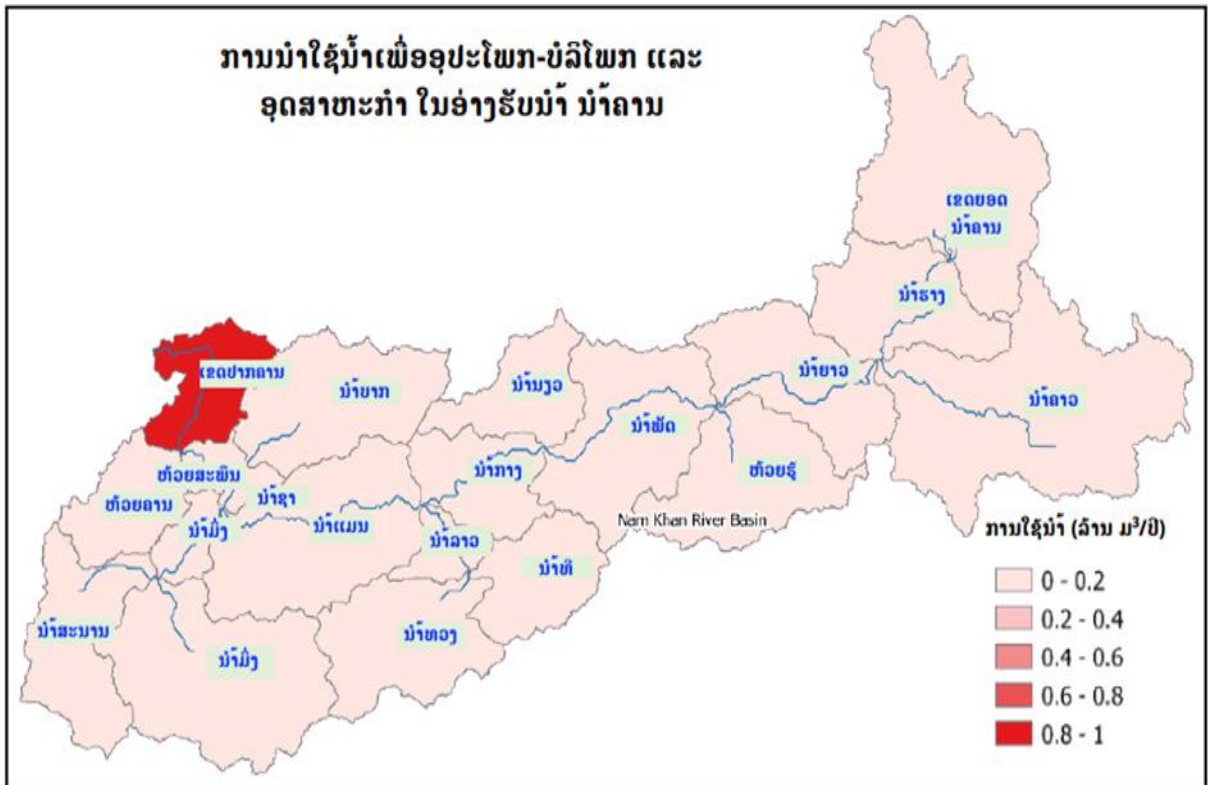 ການນຳໃຊ້ນ້ຳເພື່ອອຸປະໂພກ-ບໍລິໂພກ ແລະ
ອຸດສາຫະກຳ ໃນອ່າງຮັບນ້ຳ ນ້ຳຄານ
ເຂດຍອດ
ນ້ຳຄານ
ນ້ຳຮາງ
ເຂດປາກຄານ
ນ້ຳບາກ
ນ້ຳນຽວ
ນ້ຳຍາວ
ນ້ຳຄາວ
ນ້ຳພັດ
ຫ້ວຍຊູ້
ນ້ຳກາງ
ຫ້ວຍສະພິນ
ນ້ຳຊາ
ຫ້ວຍຄານ
ນ້ຳມິ່ງ
ນ້ຳແມນ
ນ້ຳລາວ
ນ້ຳທິ
Nam Khan River Basin
ນ້ຳສະນານ
ນ້ຳມິ່ງ
ນ້ຳທວງ
ການໃຊ້ນ້ຳ (ລ້ານ ມ³/ປີ)
0 - 0.2
0.2 - 0.4
0.4 - 0.6
0.6 - 0.8
0.8 - 1